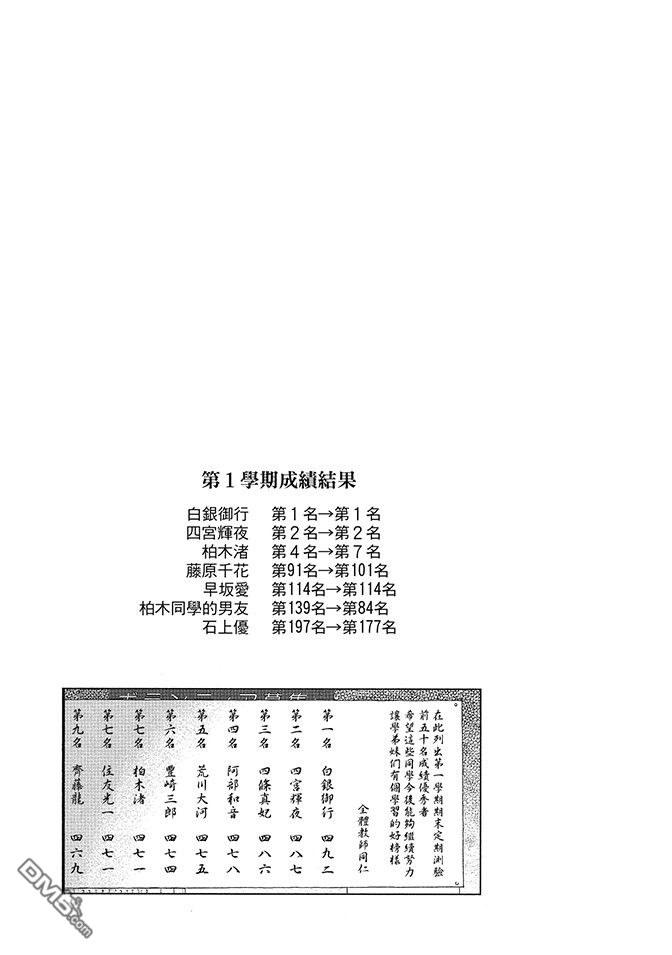 第1學期成績結果
白銀御行 第1名→第1名
四宮輝夜 第2名→第2名
柏木渚 第4名→第7名
藤原千花 第91名→第101名
早坂愛 第114名→第114名
柏木同學的男友 第139名→第84名
石上優 第197名→第177名
在此列出第一學期期末定期測驗
前五十名成績優秀者
希望這些同學今後能夠繼續努力
讓學弟妹们有個學習的好榜樣
全體教師同仁
第一名 白銀御行 四九二
第二名 四宮輝夜 四八七
第三名 四條真妃 四八六
第四名 阿部和音 四七八
第五名 荒川大河 四七五
第六名 豊崎三郎 四七四
第七名 柏木渚 四七一
第七名 住友光一 四七一
第九名 齊藤龍 四六九
DM5.com